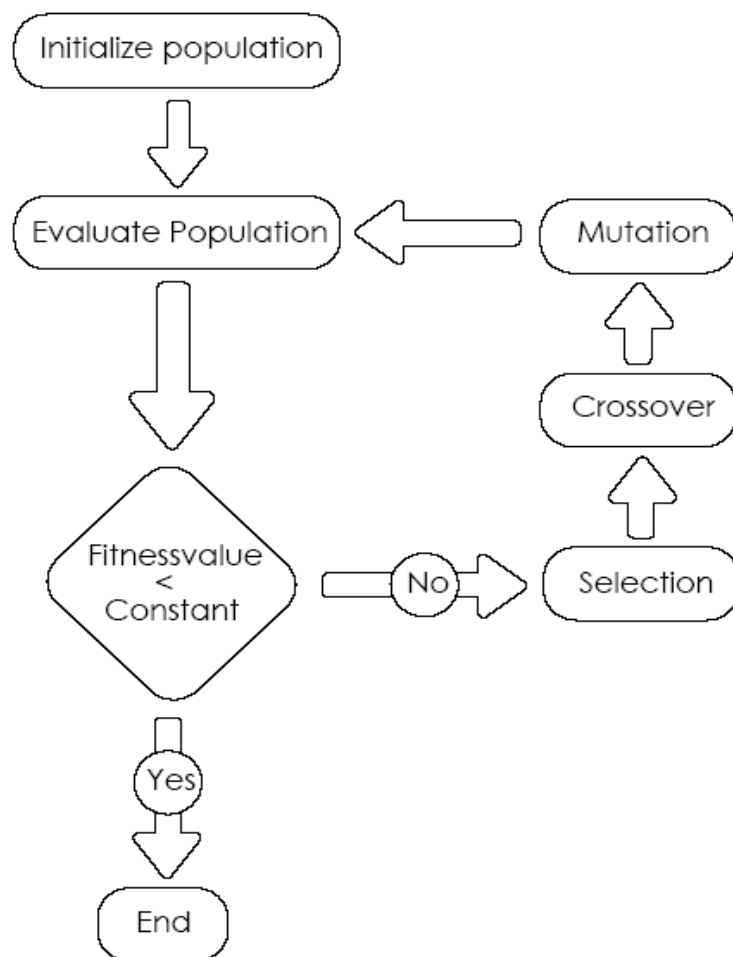 Initialize population
Evaluate Population
Mutation
Crossover
Fitnessvalue
<
Constant
No
Selection
Yes
End